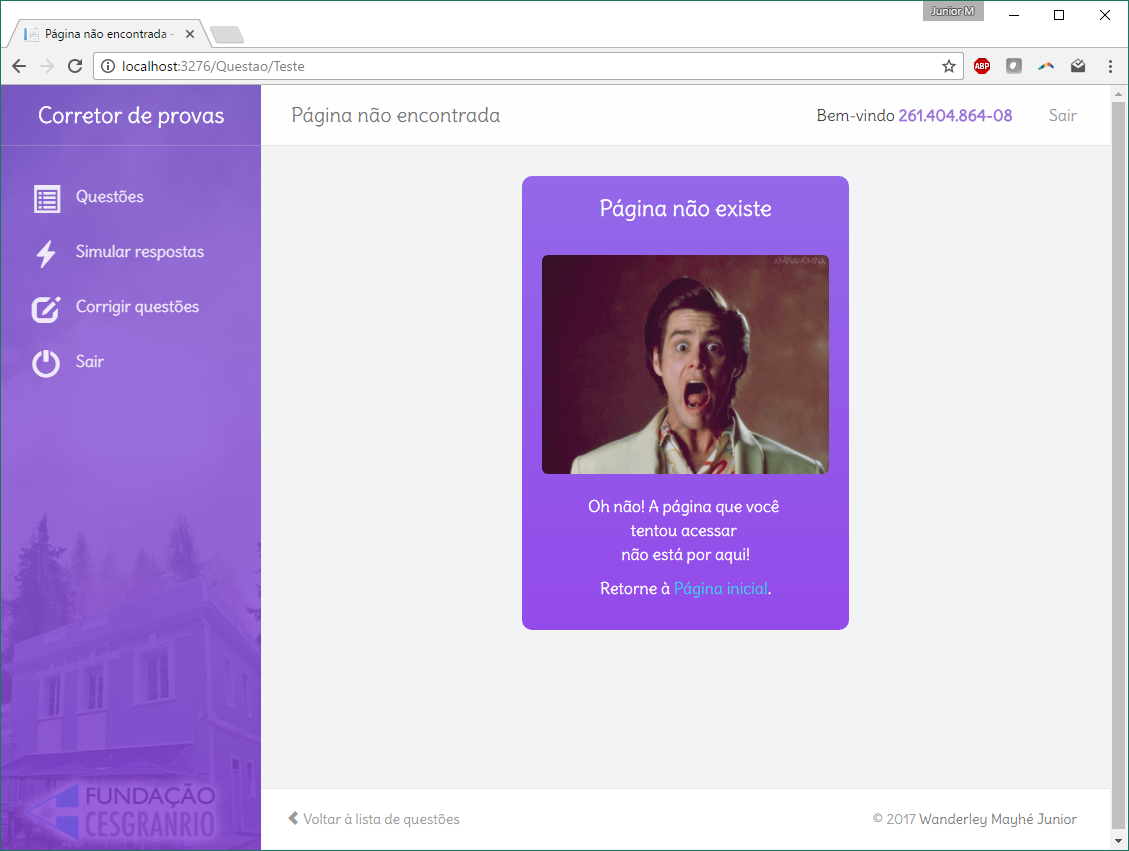 Junior M
Página não encontrada -
localhost:3276/Questao/Teste
ABP
Corretor de provas
Página não encontrada
Bem-vindo 261.404.864-08
Sair
Questões
Simular respostas
Corrigir questões
Sair
Página não existe
Oh não! A página que você
tentou acessar
não está por aqui!
Retorne à Página inicial.
FUNDAÇÃO
CESGRANRIO
Voltar à lista de questões
© 2017 Wanderley Mayhé Junior